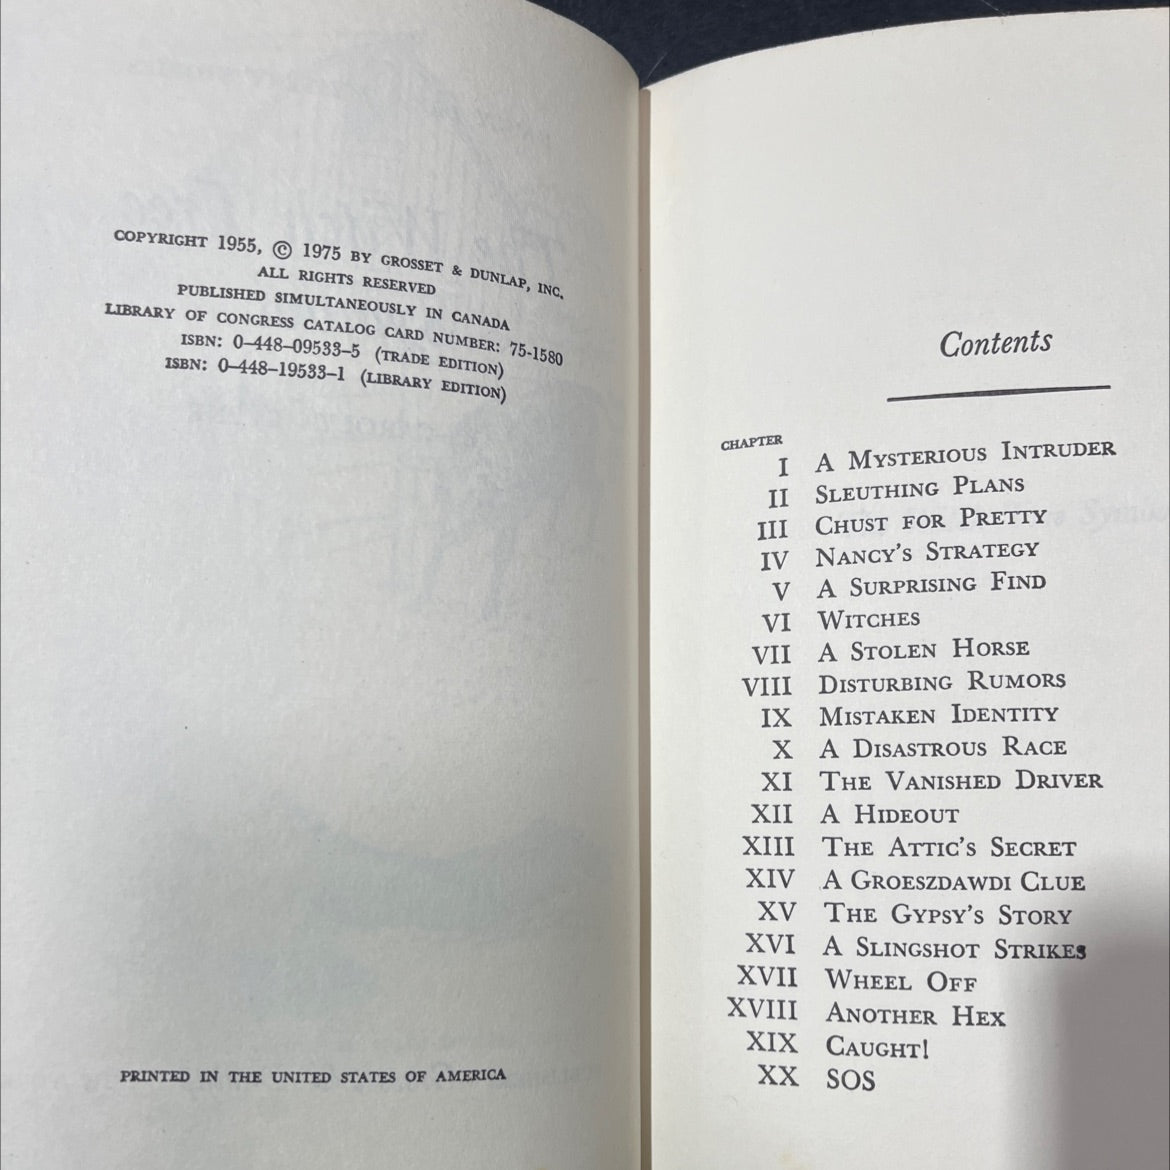 COPYRIGHT 1955, © 1975 BY GROSSET & DUNLAP, INC.
ALL RIGHTS RESERVED
PUBLISHED SIMULTANEOUSLY IN CANADA
LIBRARY OF CONGRESS CATALOG CARD NUMBER: 75-1580
ISBN: 0-448-09533-5 (TRADE EDITION)
ISBN: 0-448-19533-1 (LIBRARY EDITION)
PRINTED IN THE UNITED STATES OF AMERICA
Contents
CHAPTER
I A MYSTERIOUS INTRUDER
II SLEUTHING PLANS
III CHUST FOR PRETTY
IV NANCY'S STRATEGY
V A SURPRISING FIND
VI WITCHES
VII A STOLEN HORSE
VIII DISTURBING RUMORS
IX MISTAKEN IDENTITY
X A DISASTROUS RACE
XI THE VANISHED DRIVER
XII A HIDEOUT
XIII THE ATTIC'S SECRET
XIV A GROESZDAWDI CLUE
XV THE GYPSY'S STORY
XVI A SLINGSHOT STRIKES
XVII WHEEL OFF
XVIII ANOTHER HEX
XIX CAUGHT!
XX SOS